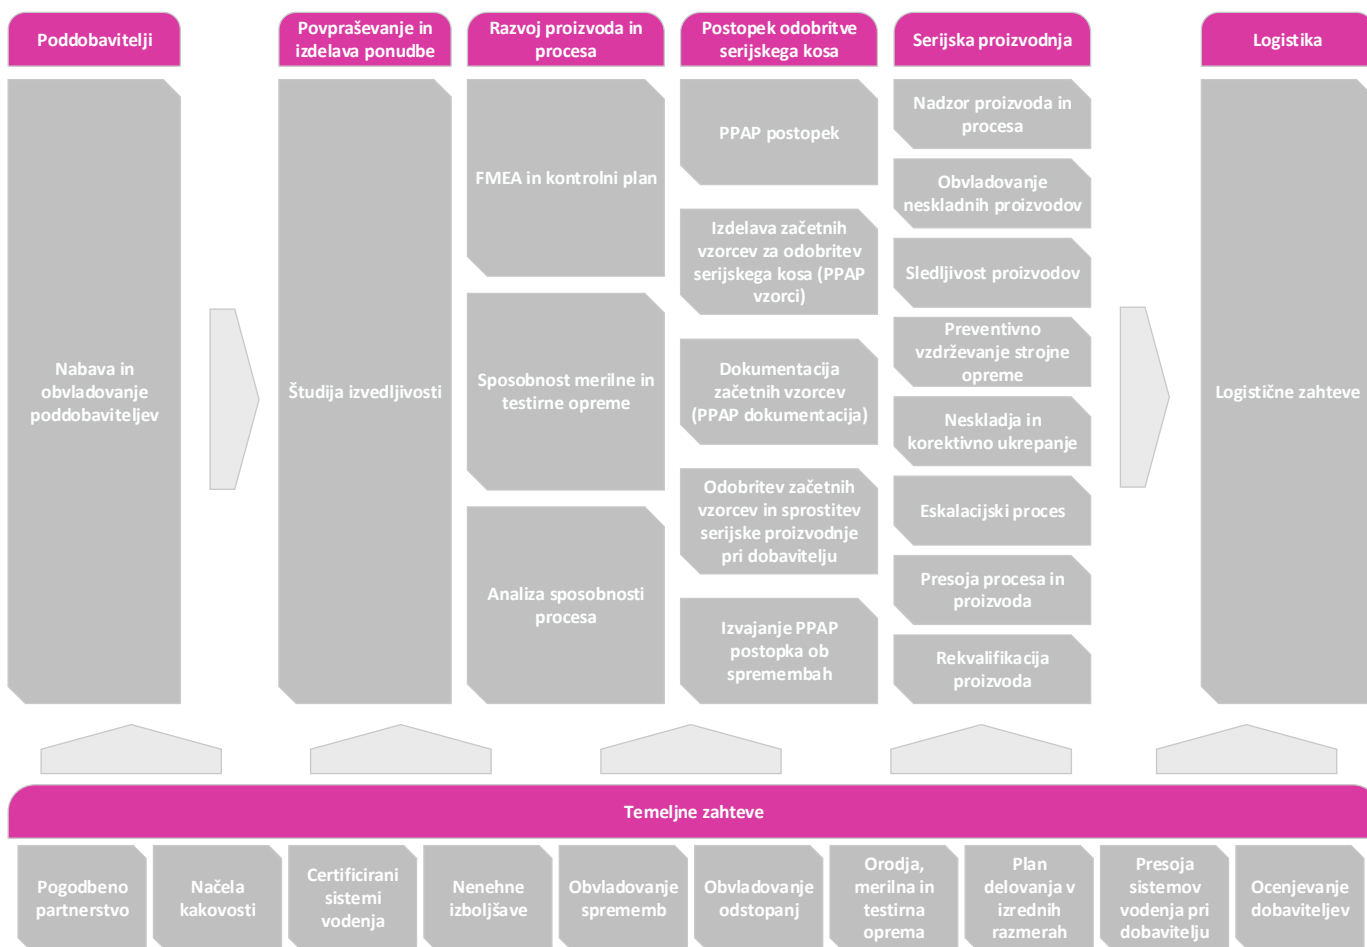 Poddobavitelji
Nabava in
obvladovanje
poddobaviteljev
Povpraševanje in
izdelava ponudbe
Študija izvedljivosti
Razvoj proizvoda in
procesa
FMEA in kontrolni plan
Sposobnost merilne in
testirne opreme
Analiza sposobnosti
procesa
Postopek odobritve
serijskega kosa
PPAP postopek
Izdelava začetnih
vzorcev za odobritev
serijskega kosa (PPAP
vzorci)
Dokumentacija
začetnih vzorcev
(PPAP dokumentacija)
Odobritev začetnih
vzorcev in sprostitev
serijske proizvodnje
pri dobavitelju
Izvajanje PPAP
postopka ob
spremembah
Serijska proizvodnja
Nadzor proizvoda in
procesa
Obvladovanje
neskladnih proizvodov
Sledljivost proizvodov
Preventivno
vzdrževanje strojne
opreme
Neskladja in
korektivno ukrepanje
Eskalacijski proces
Presoja procesa in
proizvoda
Rekvalifikacija
proizvoda
Logistika
Logistične zahteve
Temeljne zahteve
Pogodbeno
partnerstvo
Načela
kakovosti
Certificirani
sistemi
vodenja
Nenehne
izboljšave
Obvladovanje
sprememb
Obvladovanje
odstopanj
Orodja,
merilna in
testirna
oprema
Plan
delovanja v
izrednih
razmerah
Presoja
sistemov
vodenja pri
dobavitelju
Ocenjevanje
dobaviteljev